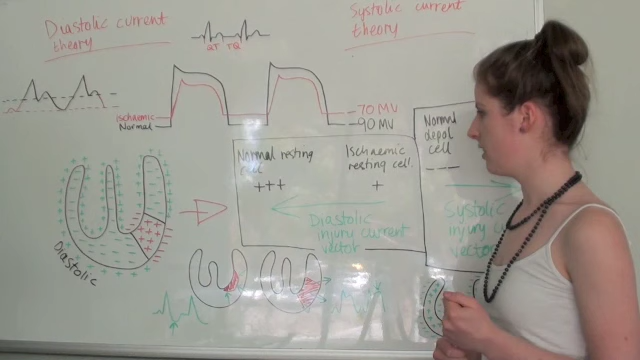 Diastolic current
theory
QT TQ
Systolic current
theory
Ischaemic
Normal
70 MV
90 MV
Normal resting
cell
+++
Ischaemic
resting cell.
+
Diastolic
injury current
vector
Normal
depol
cell
---
Systolic
injury current
vector
Diastolic